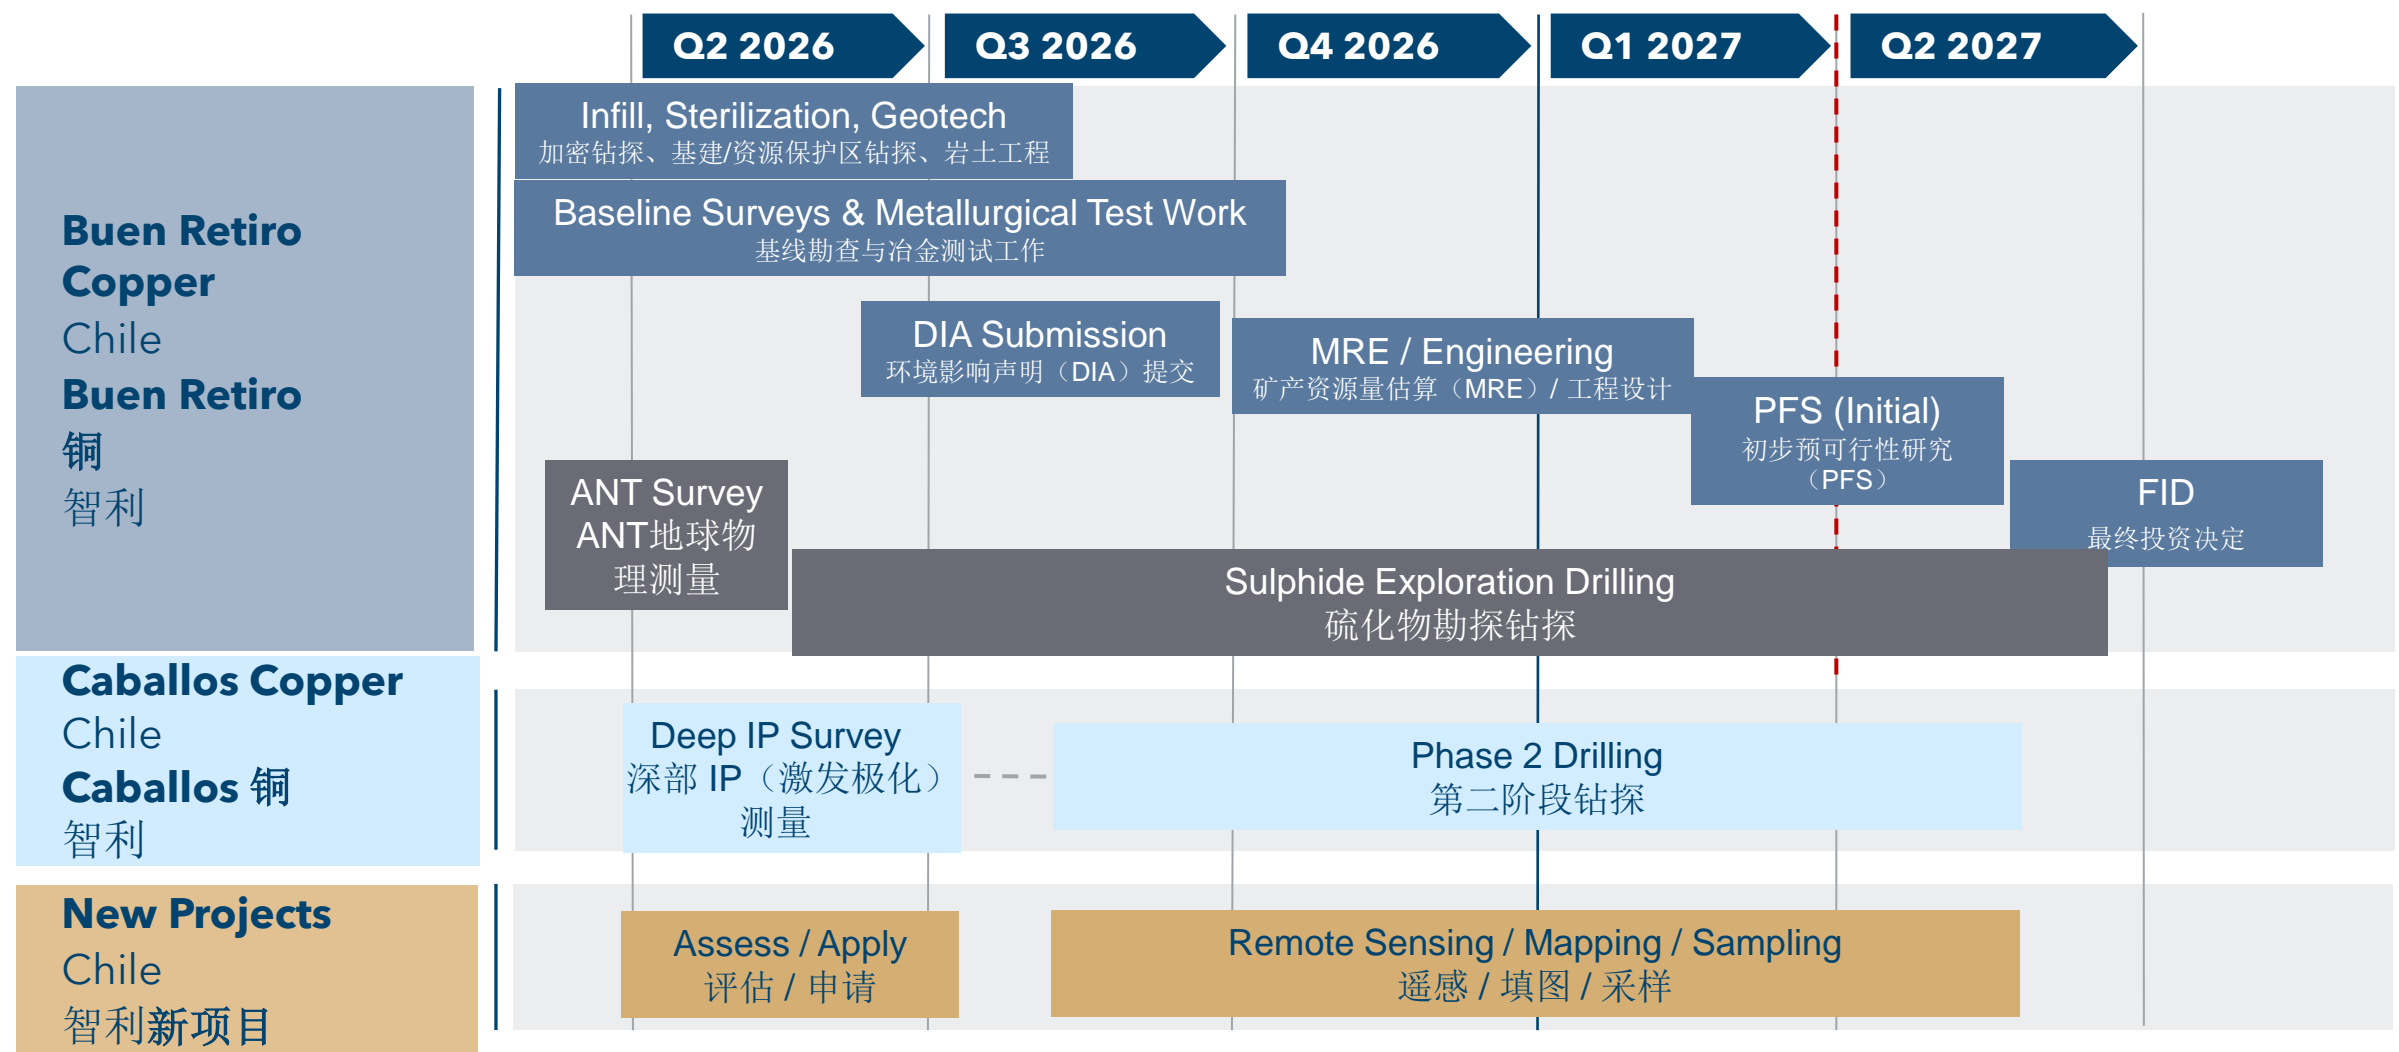 Q2 2026
Q3 2026
Q4 2026
Q1 2027
Q2 2027
Buen Retiro
Copper
Chile
Buen Retiro
铜
智利
Infill, Sterilization, Geotech
加密钻探、基建/资源保护区钻探、岩土工程
Baseline Surveys & Metallurgical Test Work
基线勘查与冶金测试工作
DIA Submission
环境影响声明（DIA）提交
MRE / Engineering
矿产资源量估算（MRE）/ 工程设计
PFS (Initial)
初步预可行性研究
（PFS）
FID
最终投资决定
ANT Survey
ANT地球物
理测量
Sulphide Exploration Drilling
硫化物勘探钻探
Caballos Copper
Chile
Caballos 铜
智利
Deep IP Survey
深部 IP（激发极化）
测量
Phase 2 Drilling
第二阶段钻探
New Projects
Chile
智利新项目
Assess / Apply
评估 / 申请
Remote Sensing / Mapping / Sampling
遥感 / 填图 / 采样